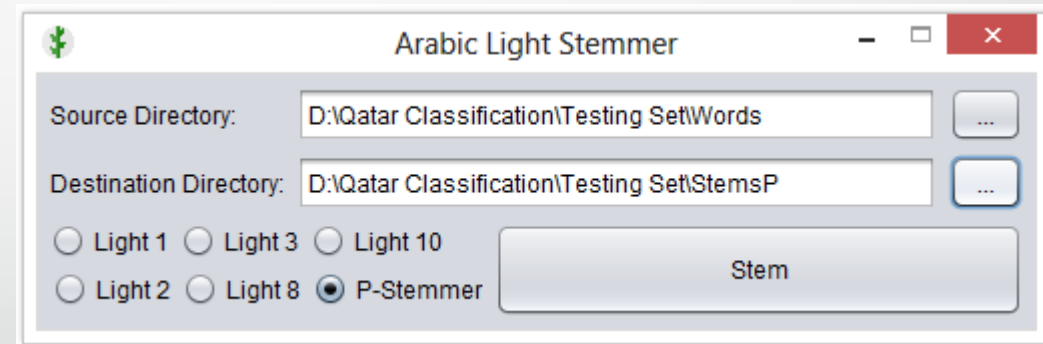 Arabic Light Stemmer
Source Directory: D:\Qatar Classification\Testing Set\Words ...
Destination Directory: D:\Qatar Classification\Testing Set\StemsP ...
Light 1 Light 3 Light 10
Light 2 Light 8 P-Stemmer
Stem